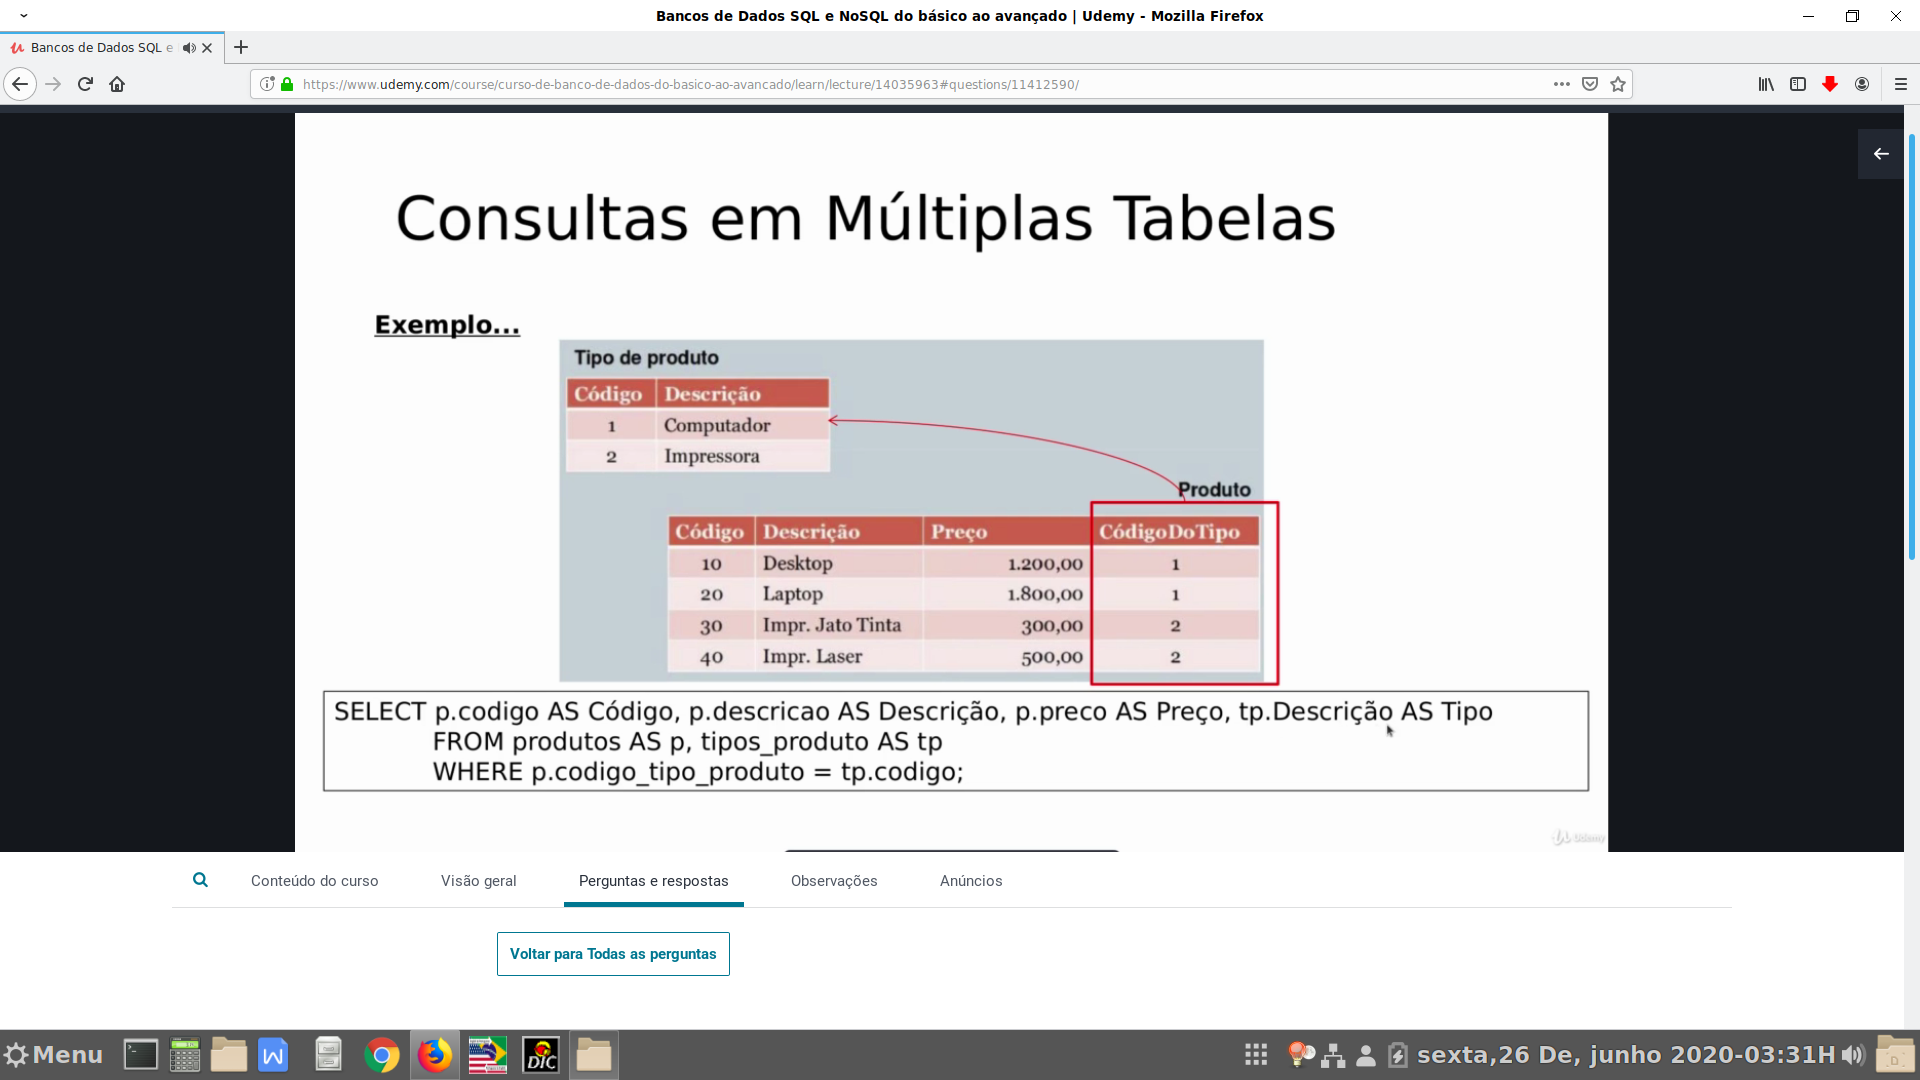 Bancos de Dados SQL e NoSQL do básico ao avançado | Udemy - Mozilla Firefox
Bancos de Dados SQL e
https://www.udemy.com/course/curso-de-banco-de-dados-do-basico-ao-avancado/learn/lecture/14035963#questions/11412590/
Consultas em Múltiplas Tabelas
Exemplo...
Tipo de produto
Código Descrição
1 Computador
2 Impressora
Produto
Código Descrição Preço CódigoDoTipo
10 Desktop 1.200,00 1
20 Laptop 1.800,00 1
30 Impr. Jato Tinta 300,00 2
40 Impr. Laser 500,00 2
SELECT p.codigo AS Código, p.descricao AS Descrição, p.preco AS Preço, tp.Descrição AS Tipo
FROM produtos AS p, tipos_produto AS tp
WHERE p.codigo_tipo_produto = tp.codigo;
Udemy
Conteúdo do curso Visão geral Perguntas e respostas Observações Anúncios
Voltar para Todas as perguntas
Menu W DIC sexta,26 De, junho 2020-03:31H D